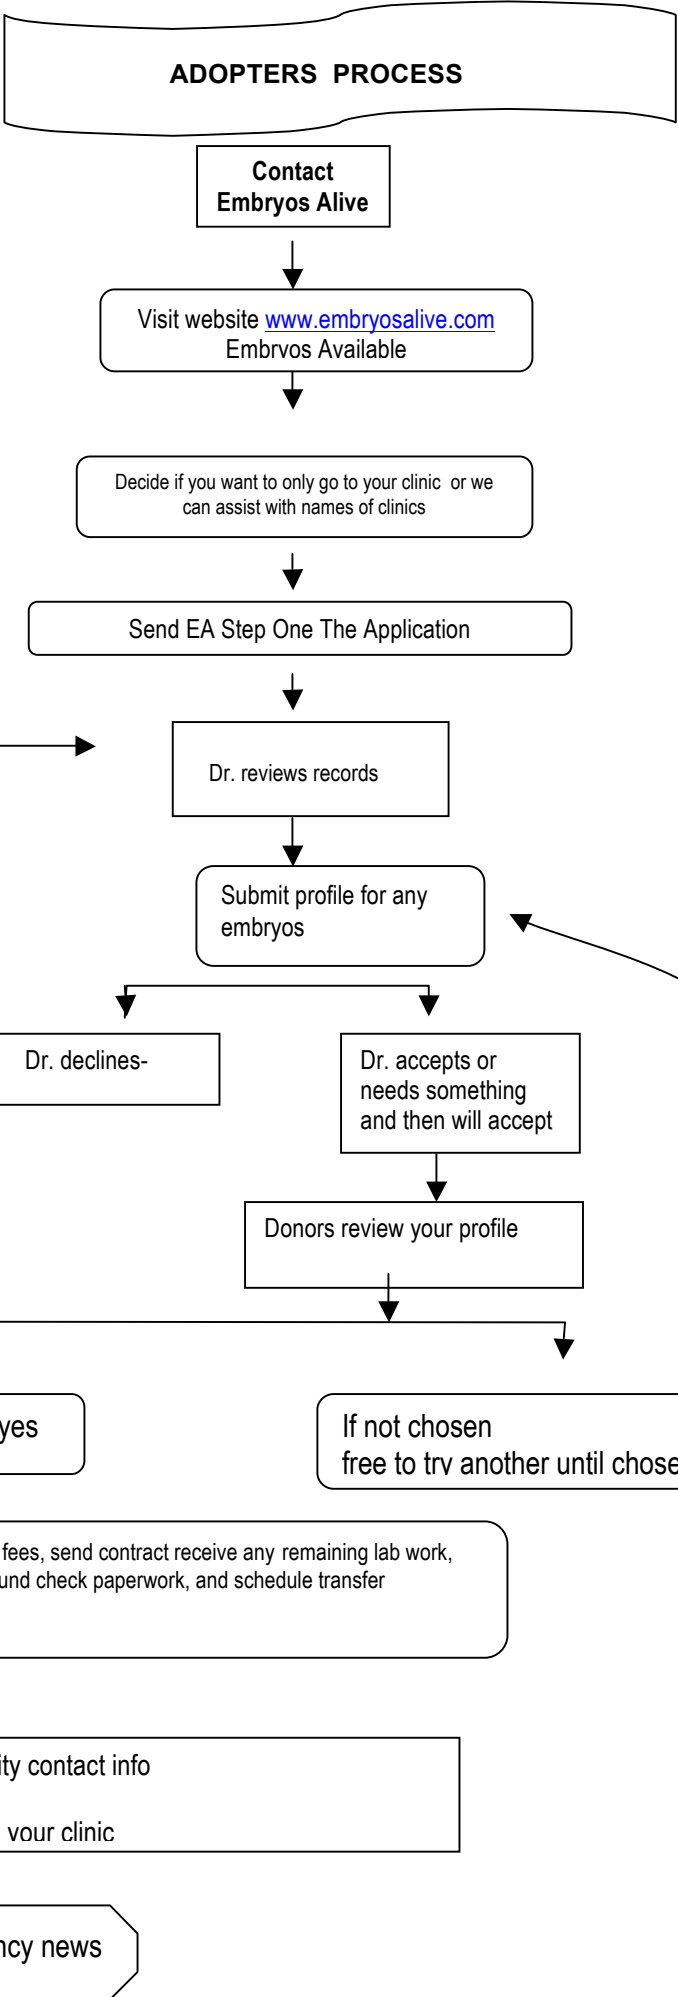 ADOPTERS PROCESS
Contact
Embryos Alive
Visit website www.embryosalive.com
Embryos Available
Decide if you want to only go to your clinic or we
can assist with names of clinics
Send EA Step One The Application
Dr. reviews records
Submit profile for any
embryos
Dr. declines-
Dr. accepts or
needs something
and then will accept
Donors review your profile
yes
If not chosen
free to try another until chose
fees, send contract receive any remaining lab work,
und check paperwork, and schedule transfer
ity contact info
your clinic
ncy news